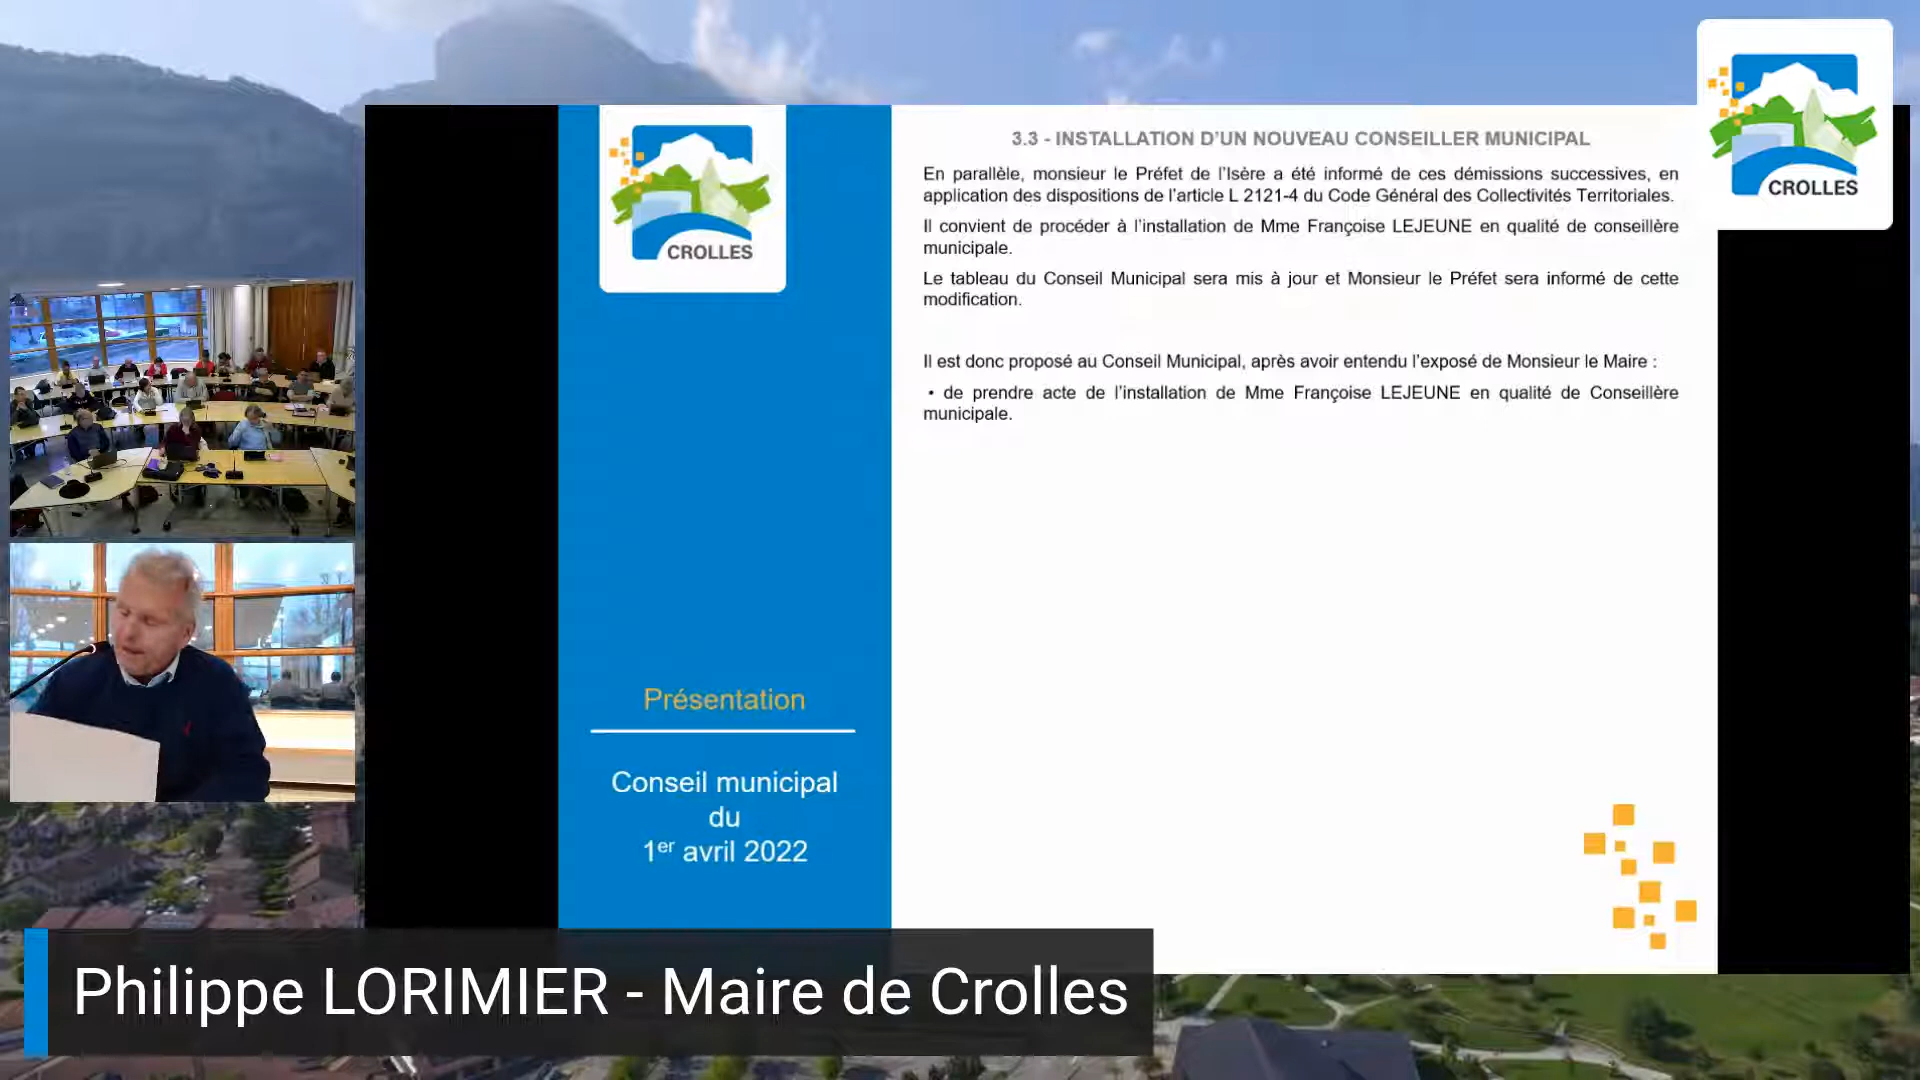 CROLLES
CROLLES
3.3 - INSTALLATION D’UN NOUVEAU CONSEILLER MUNICIPAL
En parallèle, monsieur le Préfet de l’Isère a été informé de ces démissions successives, en
application des dispositions de l’article L 2121-4 du Code Général des Collectivités Territoriales.
Il convient de procéder à l’installation de Mme Françoise LEJEUNE en qualité de conseillère
municipale.
Le tableau du Conseil Municipal sera mis à jour et Monsieur le Préfet sera informé de cette
modification.
Il est donc proposé au Conseil Municipal, après avoir entendu l’exposé de Monsieur le Maire :
• de prendre acte de l’installation de Mme Françoise LEJEUNE en qualité de Conseillère
municipale.
Présentation
Conseil municipal
du
1er avril 2022
Philippe LORIMIER - Maire de Crolles